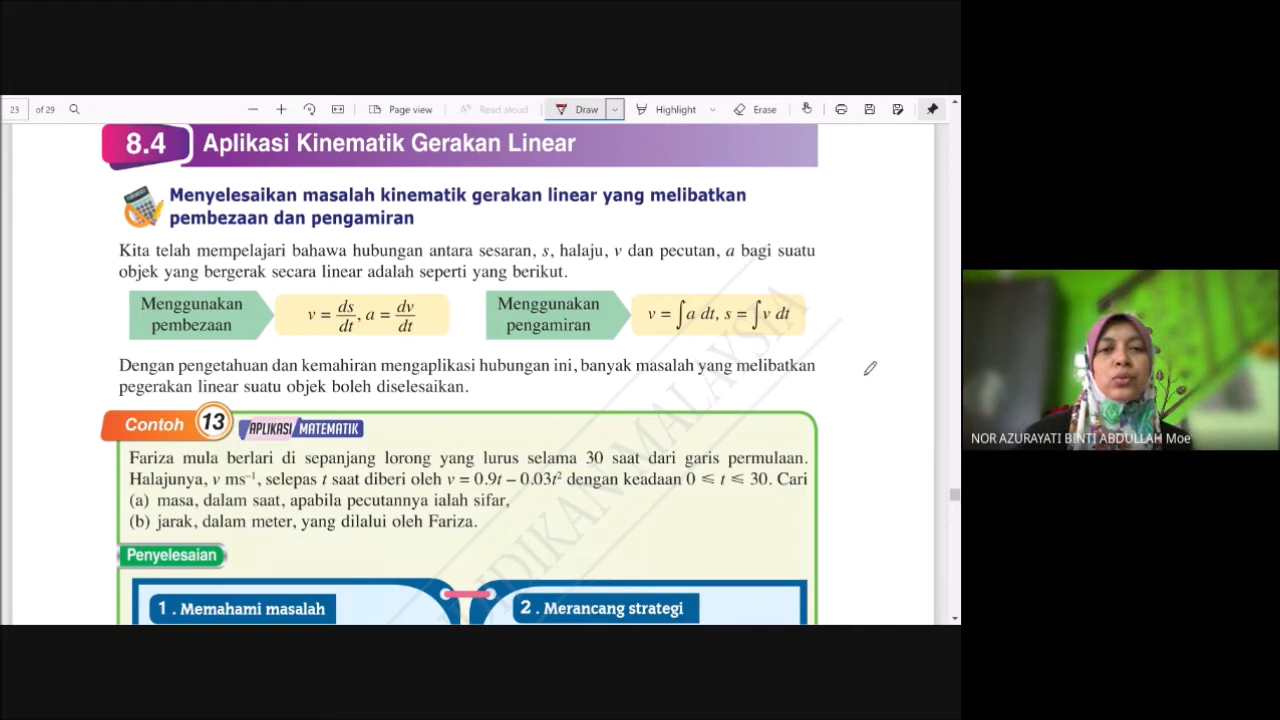 23 of 29 Page view Read aloud Draw Highlight Erase
8.4 Aplikasi Kinematik Gerakan Linear
Menyelesaikan masalah kinematik gerakan linear yang melibatkan
pembezaan dan pengamiran
Kita telah mempelajari bahawa hubungan antara sesaran, s, halaju, v dan pecutan, a bagi suatu
objek yang bergerak secara linear adalah seperti yang berikut.
Menggunakan
pembezaan
v = ds/dt, a = dv/dt
Menggunakan
pengamiran
v = ∫a dt, s = ∫v dt
Dengan pengetahuan dan kemahiran mengaplikasi hubungan ini, banyak masalah yang melibatkan
pegerakan linear suatu objek boleh diselesaikan.
Contoh 13 APLIKASI MATEMATIK
Fariza mula berlari di sepanjang lorong yang lurus selama 30 saat dari garis permulaan.
Halajunya, v ms⁻¹, selepas t saat diberi oleh v = 0.9t – 0.03t² dengan keadaan 0 ⩽ t ⩽ 30. Cari
(a) masa, dalam saat, apabila pecutannya ialah sifar,
(b) jarak, dalam meter, yang dilalui oleh Fariza.
Penyelesaian
1 . Memahami masalah
2 . Merancang strategi
NOR AZURAYATI BINTI ABDULLAH Moe
MALAYSIA